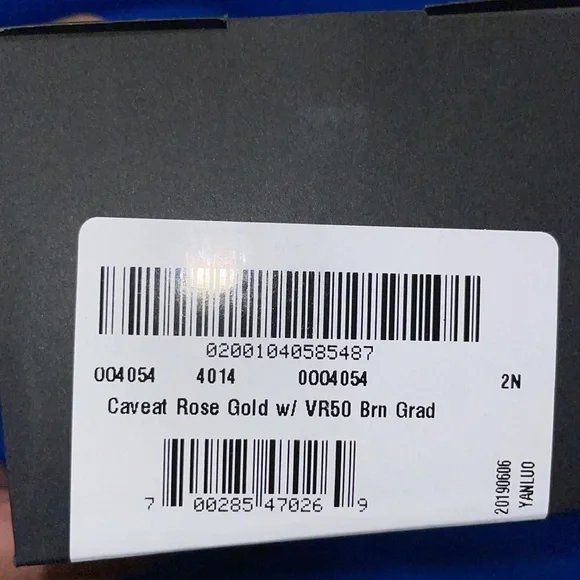 02001040585487
004054 4014 0004054 2N
Caveat Rose Gold w/ VR50 Brn Grad
7 00285 47026 9
20190606
YANLUO